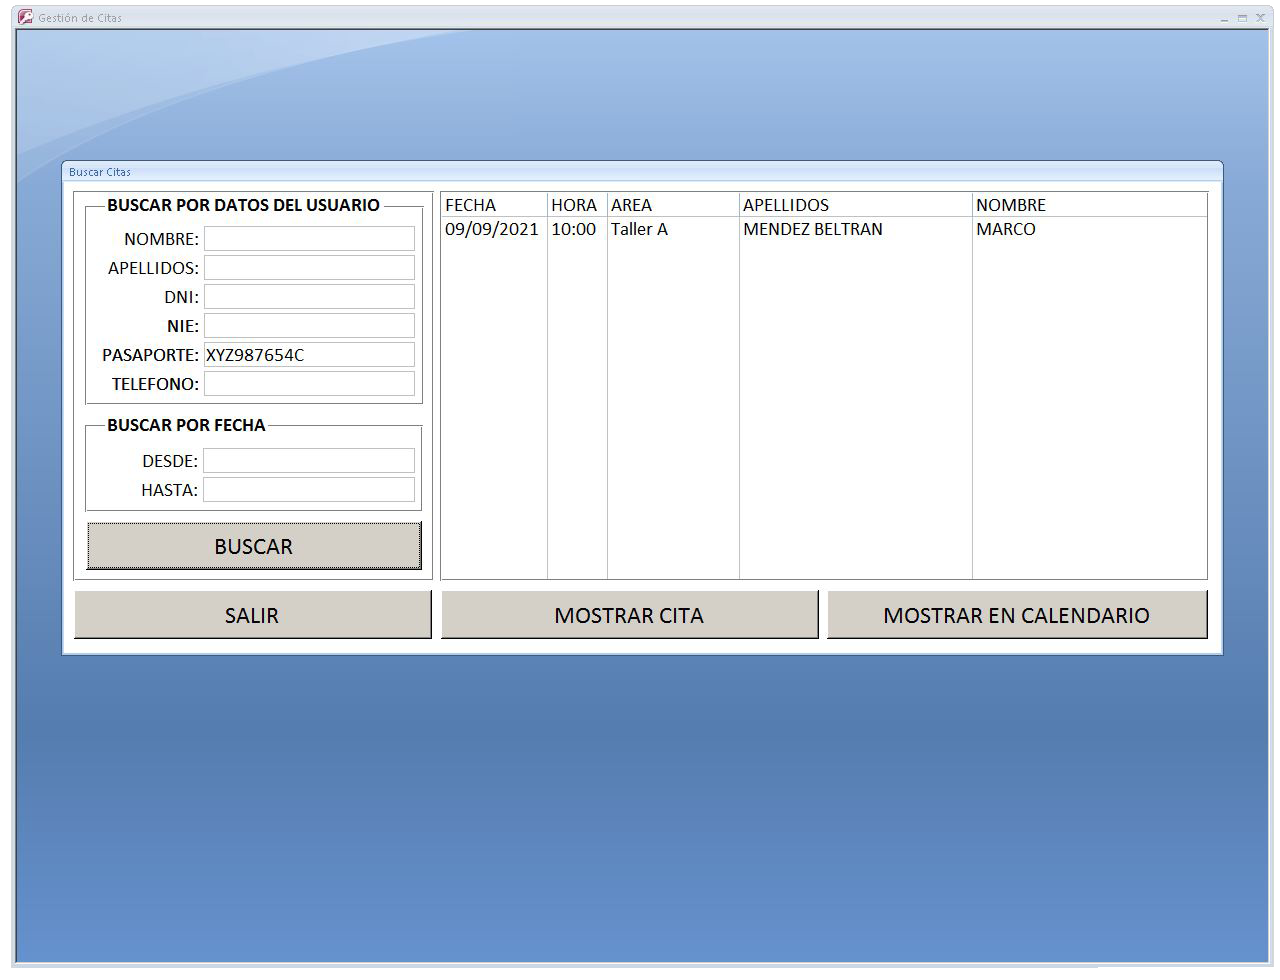 Gestión de Citas
Buscar Citas
BUSCAR POR DATOS DEL USUARIO
NOMBRE:
APELLIDOS:
DNI:
NIE:
PASAPORTE: XYZ987654C
TELEFONO:
BUSCAR POR FECHA
DESDE:
HASTA:
BUSCAR
FECHA HORA AREA APELLIDOS NOMBRE
09/09/2021 10:00 Taller A MENDEZ BELTRAN MARCO
SALIR
MOSTRAR CITA
MOSTRAR EN CALENDARIO